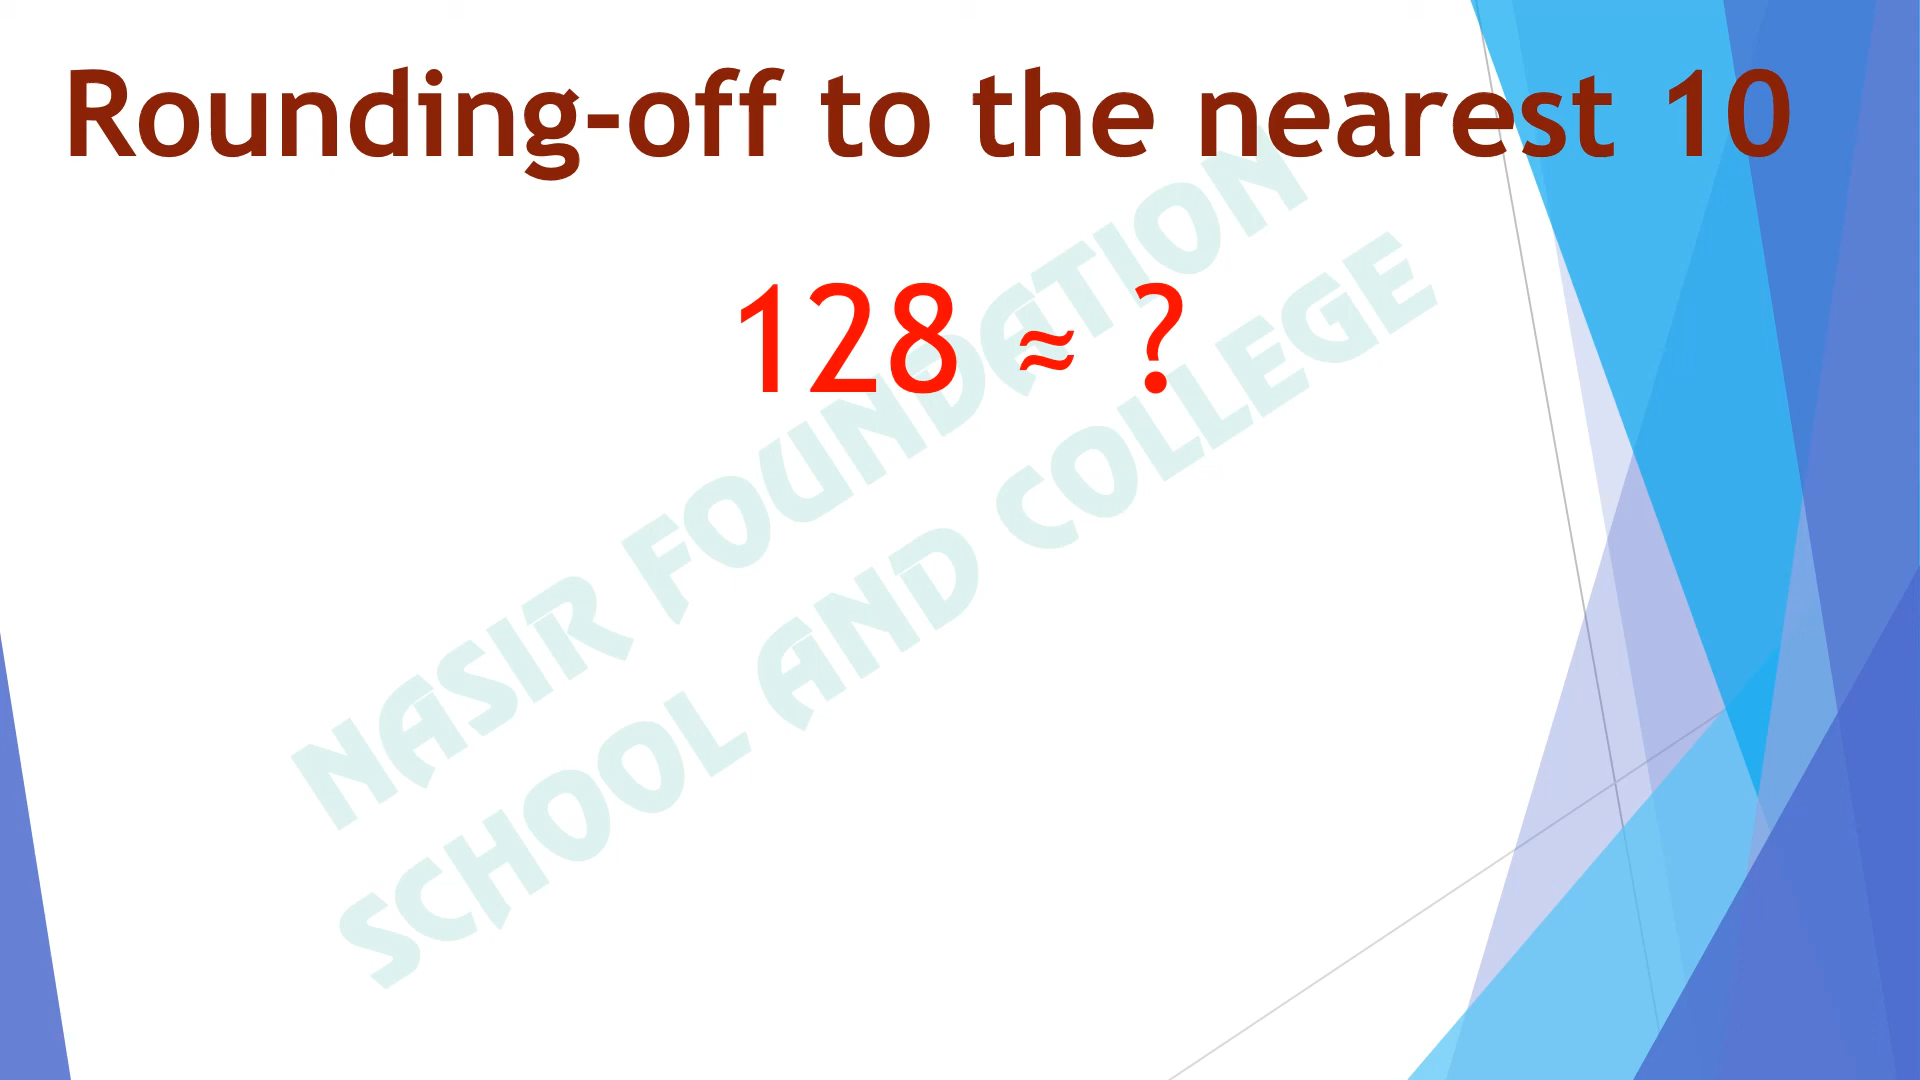 Rounding-off to the nearest 10
128 ≈ ?
NASIR FOUNDATION
SCHOOL AND COLLEGE